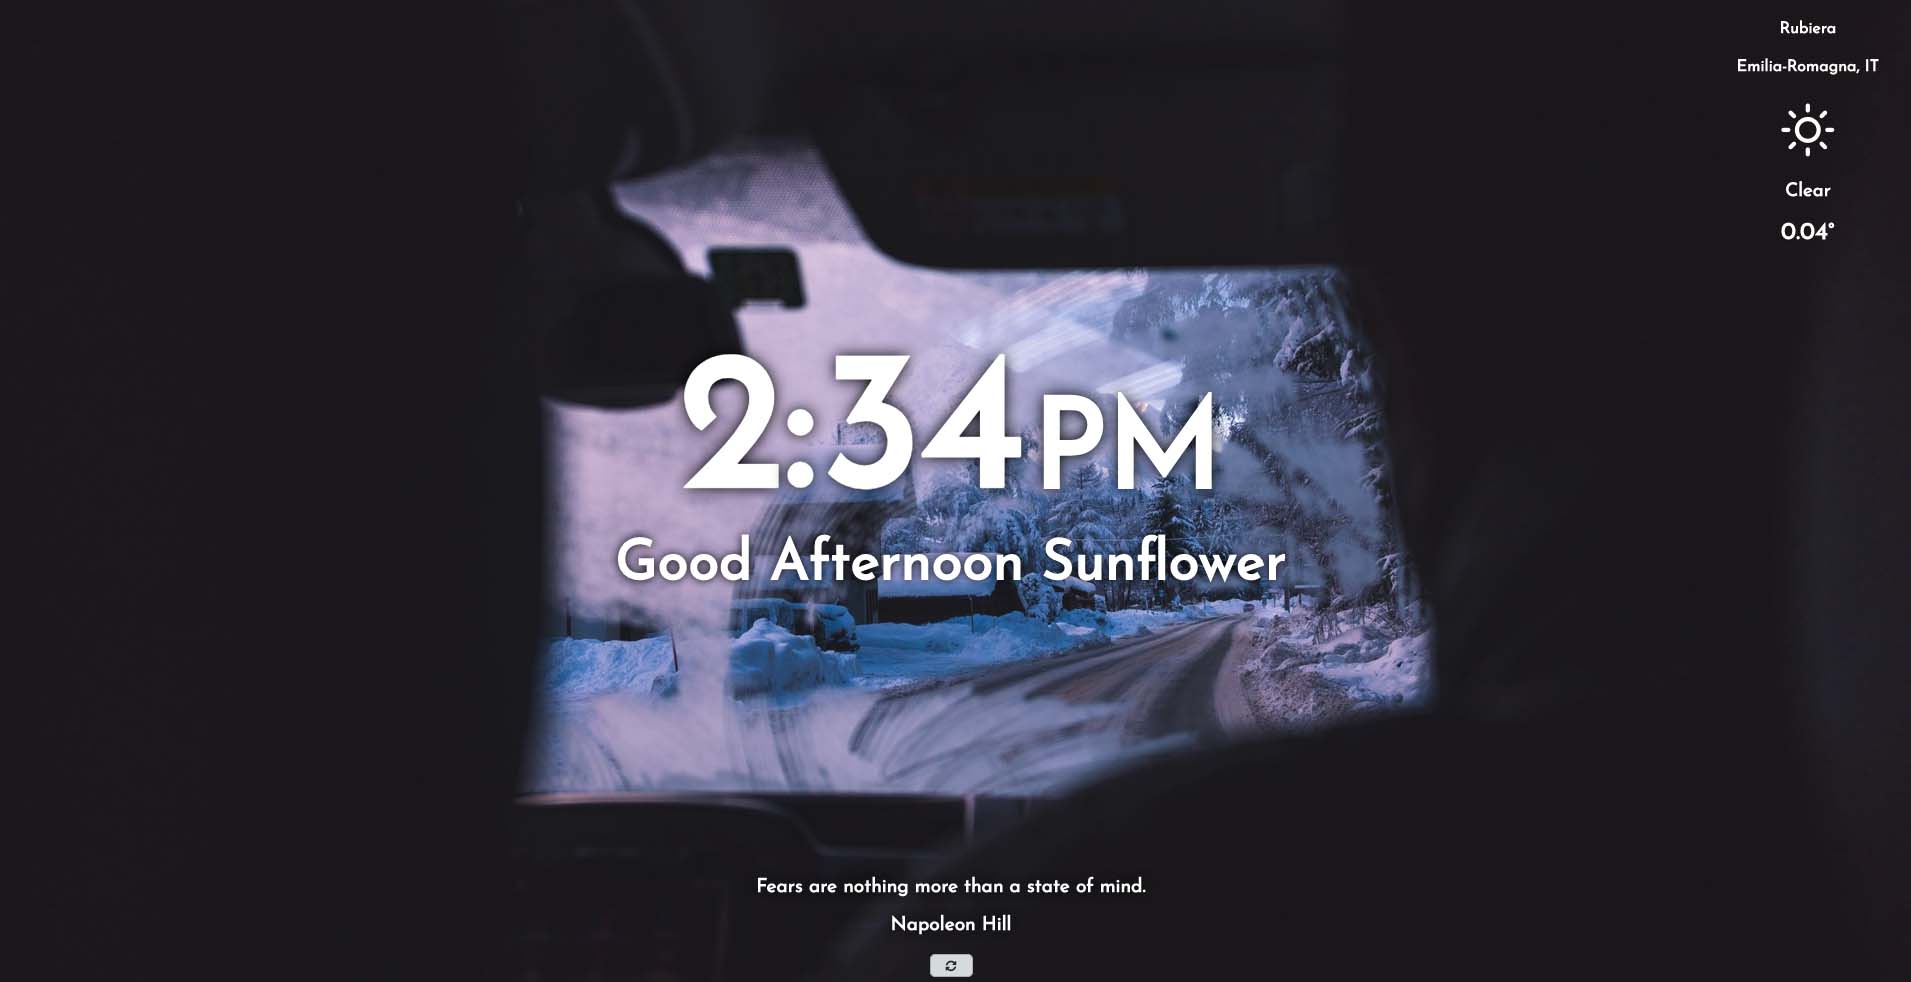 Rubiera
Emilia-Romagna, IT
Clear
0.04°
2:34PM
Good Afternoon Sunflower
Fears are nothing more than a state of mind.
Napoleon Hill